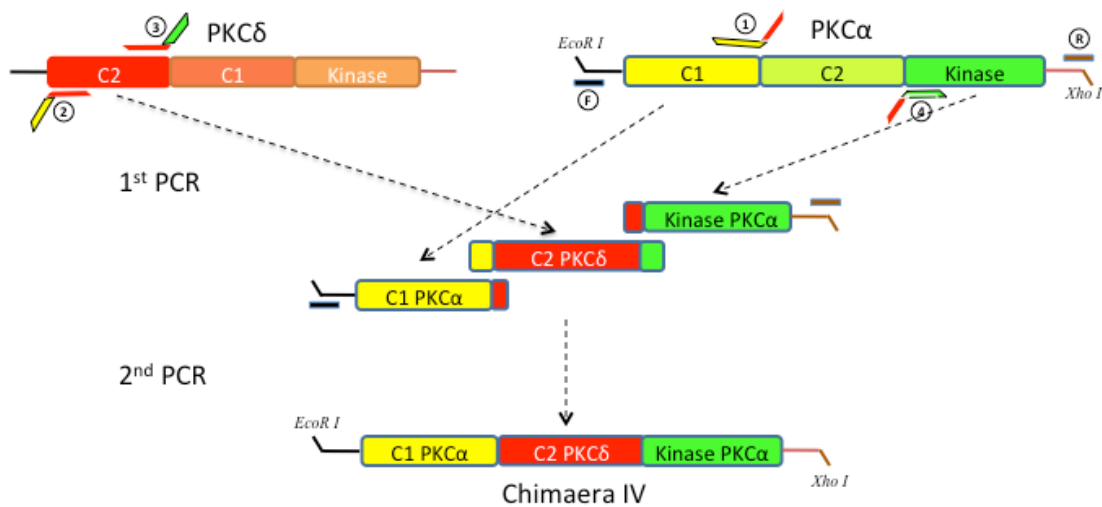 ③ PKCδ
C2 C1 Kinase
②
EcoR I ① PKCα Ⓡ
C1 C2 Kinase
Ⓕ ④ Xho I
1st PCR
Kinase PKCα
C2 PKCδ
C1 PKCα
2nd PCR
EcoR I
C1 PKCα C2 PKCδ Kinase PKCα
Xho I
Chimaera IV